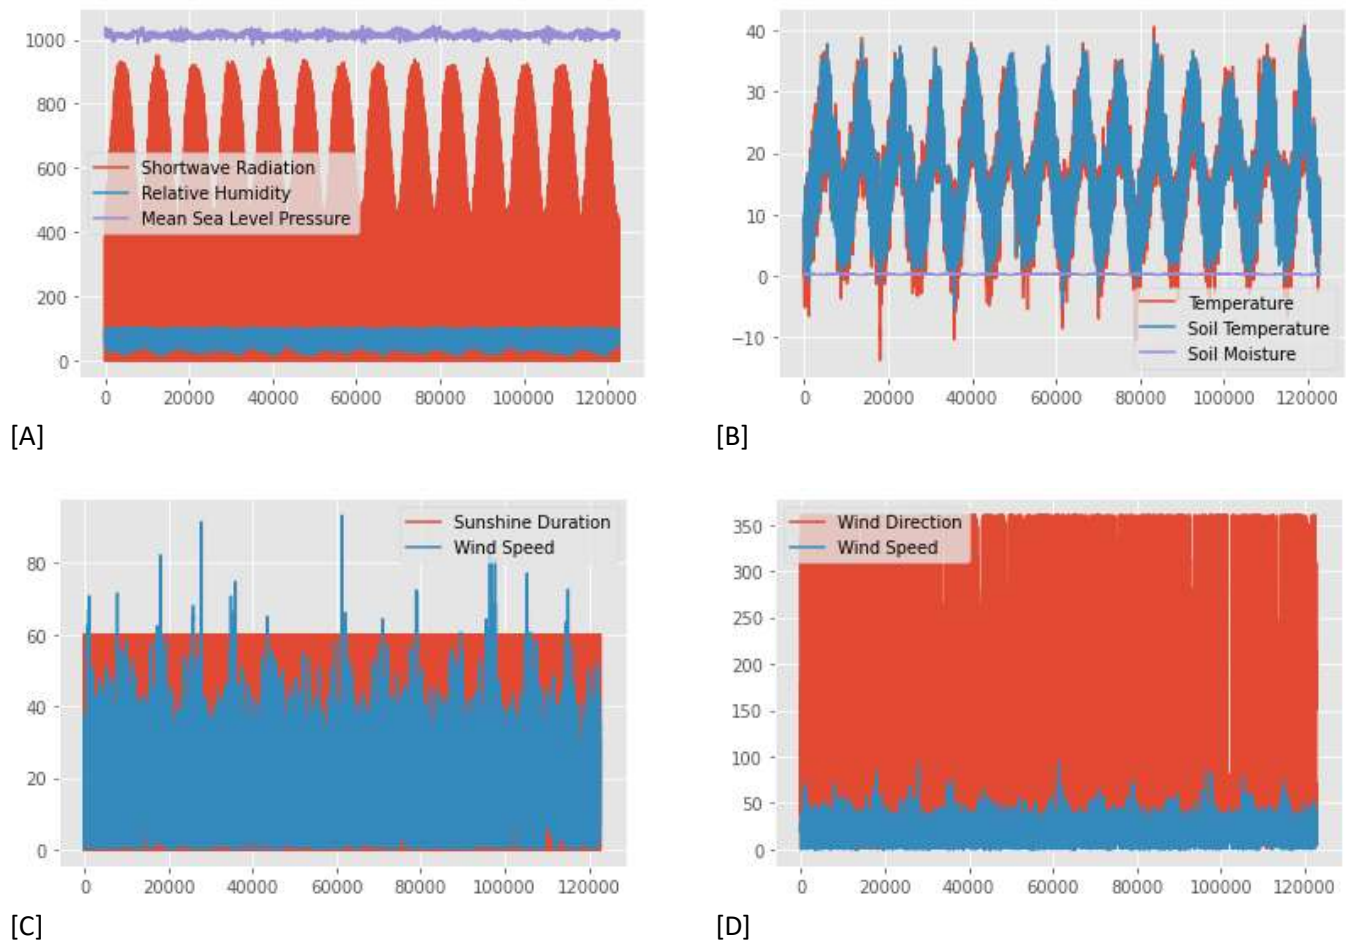 1000
800
600
400
200
0
Shortwave Radiation
Relative Humidity
Mean Sea Level Pressure
0 20000 40000 60000 80000 100000 120000
[A]
40
30
20
10
0
−10
Temperature
Soil Temperature
Soil Moisture
0 20000 40000 60000 80000 100000 120000
[B]
80
60
40
20
0
Sunshine Duration
Wind Speed
0 20000 40000 60000 80000 100000 120000
[C]
350
300
250
200
150
100
50
0
Wind Direction
Wind Speed
0 20000 40000 60000 80000 100000 120000
[D]